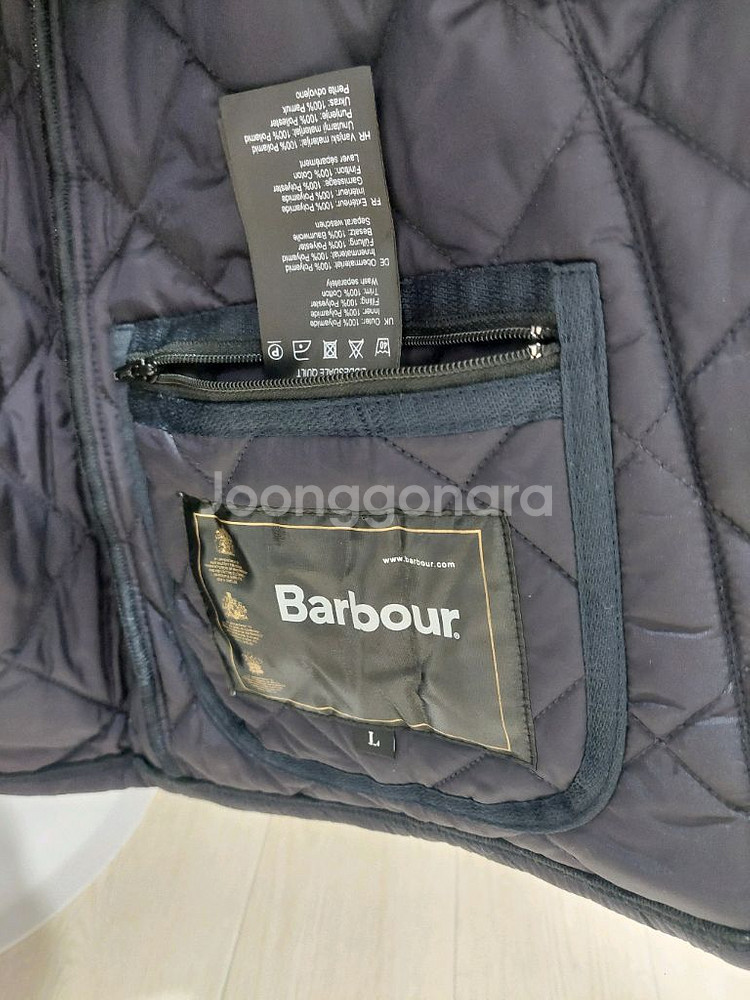 UK Outer: 100% Polyamide
Inner: 100% Polyamide
Filling: 100% Polyester
Trim: 100% Cotton
Wash separately
DE Obermaterial: 100% Polyamid
Innenmaterial: 100% Polyamid
Füllung: 100% Polyester
Besatz: 100% Baumwolle
Separat waschen
FR Extérieur: 100% Polyamide
Intérieur: 100% Polyamide
Garnissage: 100% Polyester
Finition: 100% Coton
Laver séparément
HR Vanjski materijal: 100% Poliamid
Unutarnji materijal: 100% Poliamid
Punjenje: 100% Poliester
Ukras: 100% Pamuk
Perite odvojeno
40
P
QUILT
Joonggonara
www.barbour.com
Barbour®
L